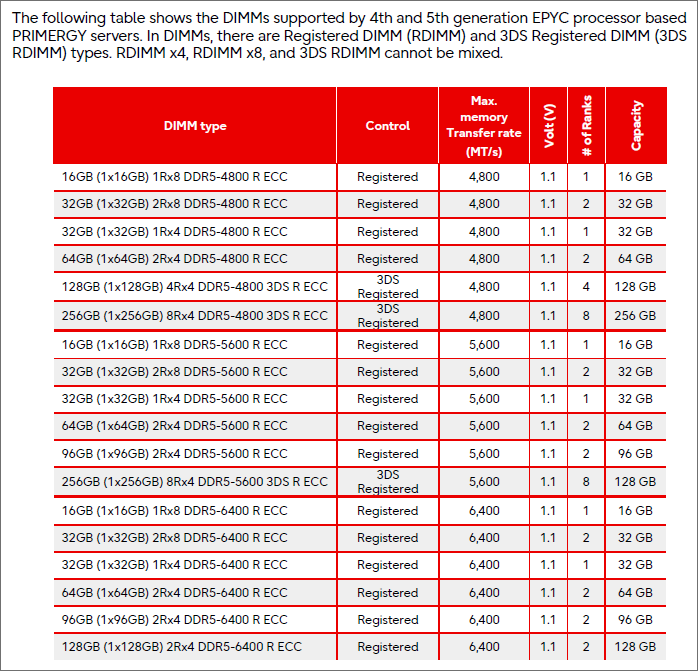 The following table shows the DIMMs supported by 4th and 5th generation EPYC processor based
PRIMERGY servers. In DIMMs, there are Registered DIMM (RDIMM) and 3DS Registered DIMM (3DS
RDIMM) types. RDIMM x4, RDIMM x8, and 3DS RDIMM cannot be mixed.
DIMM type Control Max. memory Transfer rate (MT/s) Volt (V) # of Ranks Capacity
16GB (1x16GB) 1Rx8 DDR5-4800 R ECC Registered 4,800 1.1 1 16 GB
32GB (1x32GB) 2Rx8 DDR5-4800 R ECC Registered 4,800 1.1 2 32 GB
32GB (1x32GB) 1Rx4 DDR5-4800 R ECC Registered 4,800 1.1 1 32 GB
64GB (1x64GB) 2Rx4 DDR5-4800 R ECC Registered 4,800 1.1 2 64 GB
128GB (1x128GB) 4Rx4 DDR5-4800 3DS R ECC 3DS Registered 4,800 1.1 4 128 GB
256GB (1x256GB) 8Rx4 DDR5-4800 3DS R ECC 3DS Registered 4,800 1.1 8 256 GB
16GB (1x16GB) 1Rx8 DDR5-5600 R ECC Registered 5,600 1.1 1 16 GB
32GB (1x32GB) 2Rx8 DDR5-5600 R ECC Registered 5,600 1.1 2 32 GB
32GB (1x32GB) 1Rx4 DDR5-5600 R ECC Registered 5,600 1.1 1 32 GB
64GB (1x64GB) 2Rx4 DDR5-5600 R ECC Registered 5,600 1.1 2 64 GB
96GB (1x96GB) 2Rx4 DDR5-5600 R ECC Registered 5,600 1.1 2 96 GB
256GB (1x256GB) 8Rx4 DDR5-5600 3DS R ECC 3DS Registered 5,600 1.1 8 128 GB
16GB (1x16GB) 1Rx8 DDR5-6400 R ECC Registered 6,400 1.1 1 16 GB
32GB (1x32GB) 2Rx8 DDR5-6400 R ECC Registered 6,400 1.1 2 32 GB
32GB (1x32GB) 1Rx4 DDR5-6400 R ECC Registered 6,400 1.1 1 32 GB
64GB (1x64GB) 2Rx4 DDR5-6400 R ECC Registered 6,400 1.1 2 64 GB
96GB (1x96GB) 2Rx4 DDR5-6400 R ECC Registered 6,400 1.1 2 96 GB
128GB (1x128GB) 2Rx4 DDR5-6400 R ECC Registered 6,400 1.1 2 128 GB